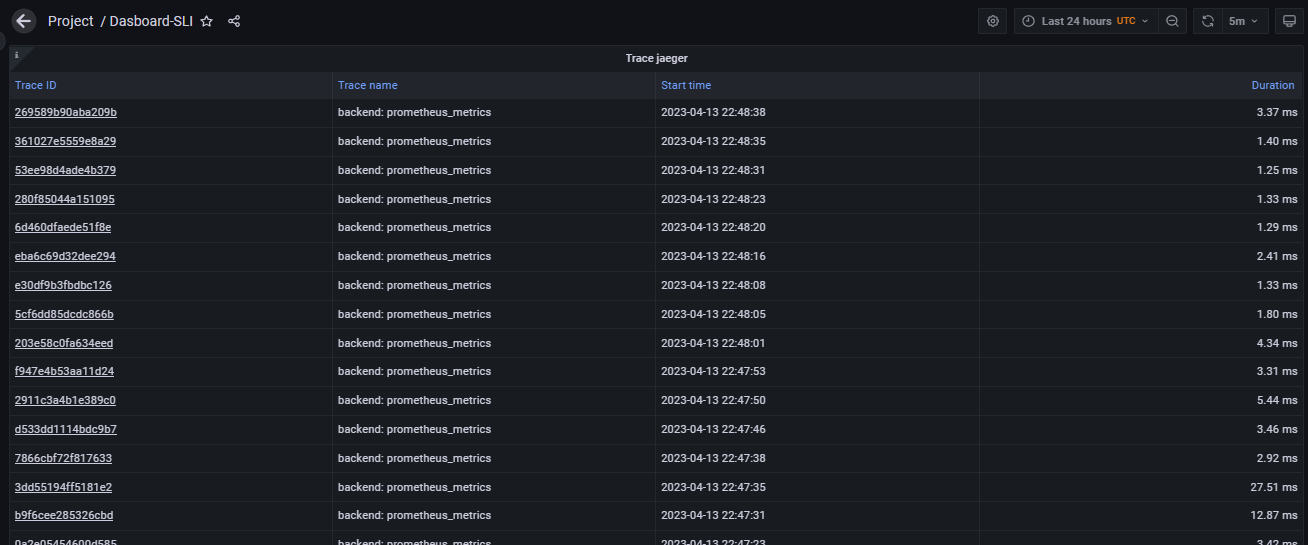 Project / Dasboard-SLI
Last 24 hours UTC 5m
i
Trace jaeger
Trace ID Trace name Start time Duration
269589b90aba209b backend: prometheus_metrics 2023-04-13 22:48:38 3.37 ms
361027e5559e8a29 backend: prometheus_metrics 2023-04-13 22:48:35 1.40 ms
53ee98d4ade4b379 backend: prometheus_metrics 2023-04-13 22:48:31 1.25 ms
280f85044a151095 backend: prometheus_metrics 2023-04-13 22:48:23 1.33 ms
6d460dfaede51f8e backend: prometheus_metrics 2023-04-13 22:48:20 1.29 ms
eba6c69d32dee294 backend: prometheus_metrics 2023-04-13 22:48:16 2.41 ms
e30df9b3fbdbc126 backend: prometheus_metrics 2023-04-13 22:48:08 1.33 ms
5cf6dd85dcdc866b backend: prometheus_metrics 2023-04-13 22:48:05 1.80 ms
203e58c0fa634eed backend: prometheus_metrics 2023-04-13 22:48:01 4.34 ms
f947e4b53aa11d24 backend: prometheus_metrics 2023-04-13 22:47:53 3.31 ms
2911c3a4b1e389c0 backend: prometheus_metrics 2023-04-13 22:47:50 5.44 ms
d533dd1114bdc9b7 backend: prometheus_metrics 2023-04-13 22:47:46 3.46 ms
7866cbf72f817633 backend: prometheus_metrics 2023-04-13 22:47:38 2.92 ms
3dd55194ff5181e2 backend: prometheus_metrics 2023-04-13 22:47:35 27.51 ms
b9f6cee285326cbd backend: prometheus_metrics 2023-04-13 22:47:31 12.87 ms
0a2e05454600d585 backend: prometheus_metrics 2023-04-13 22:47:23 3.42 ms